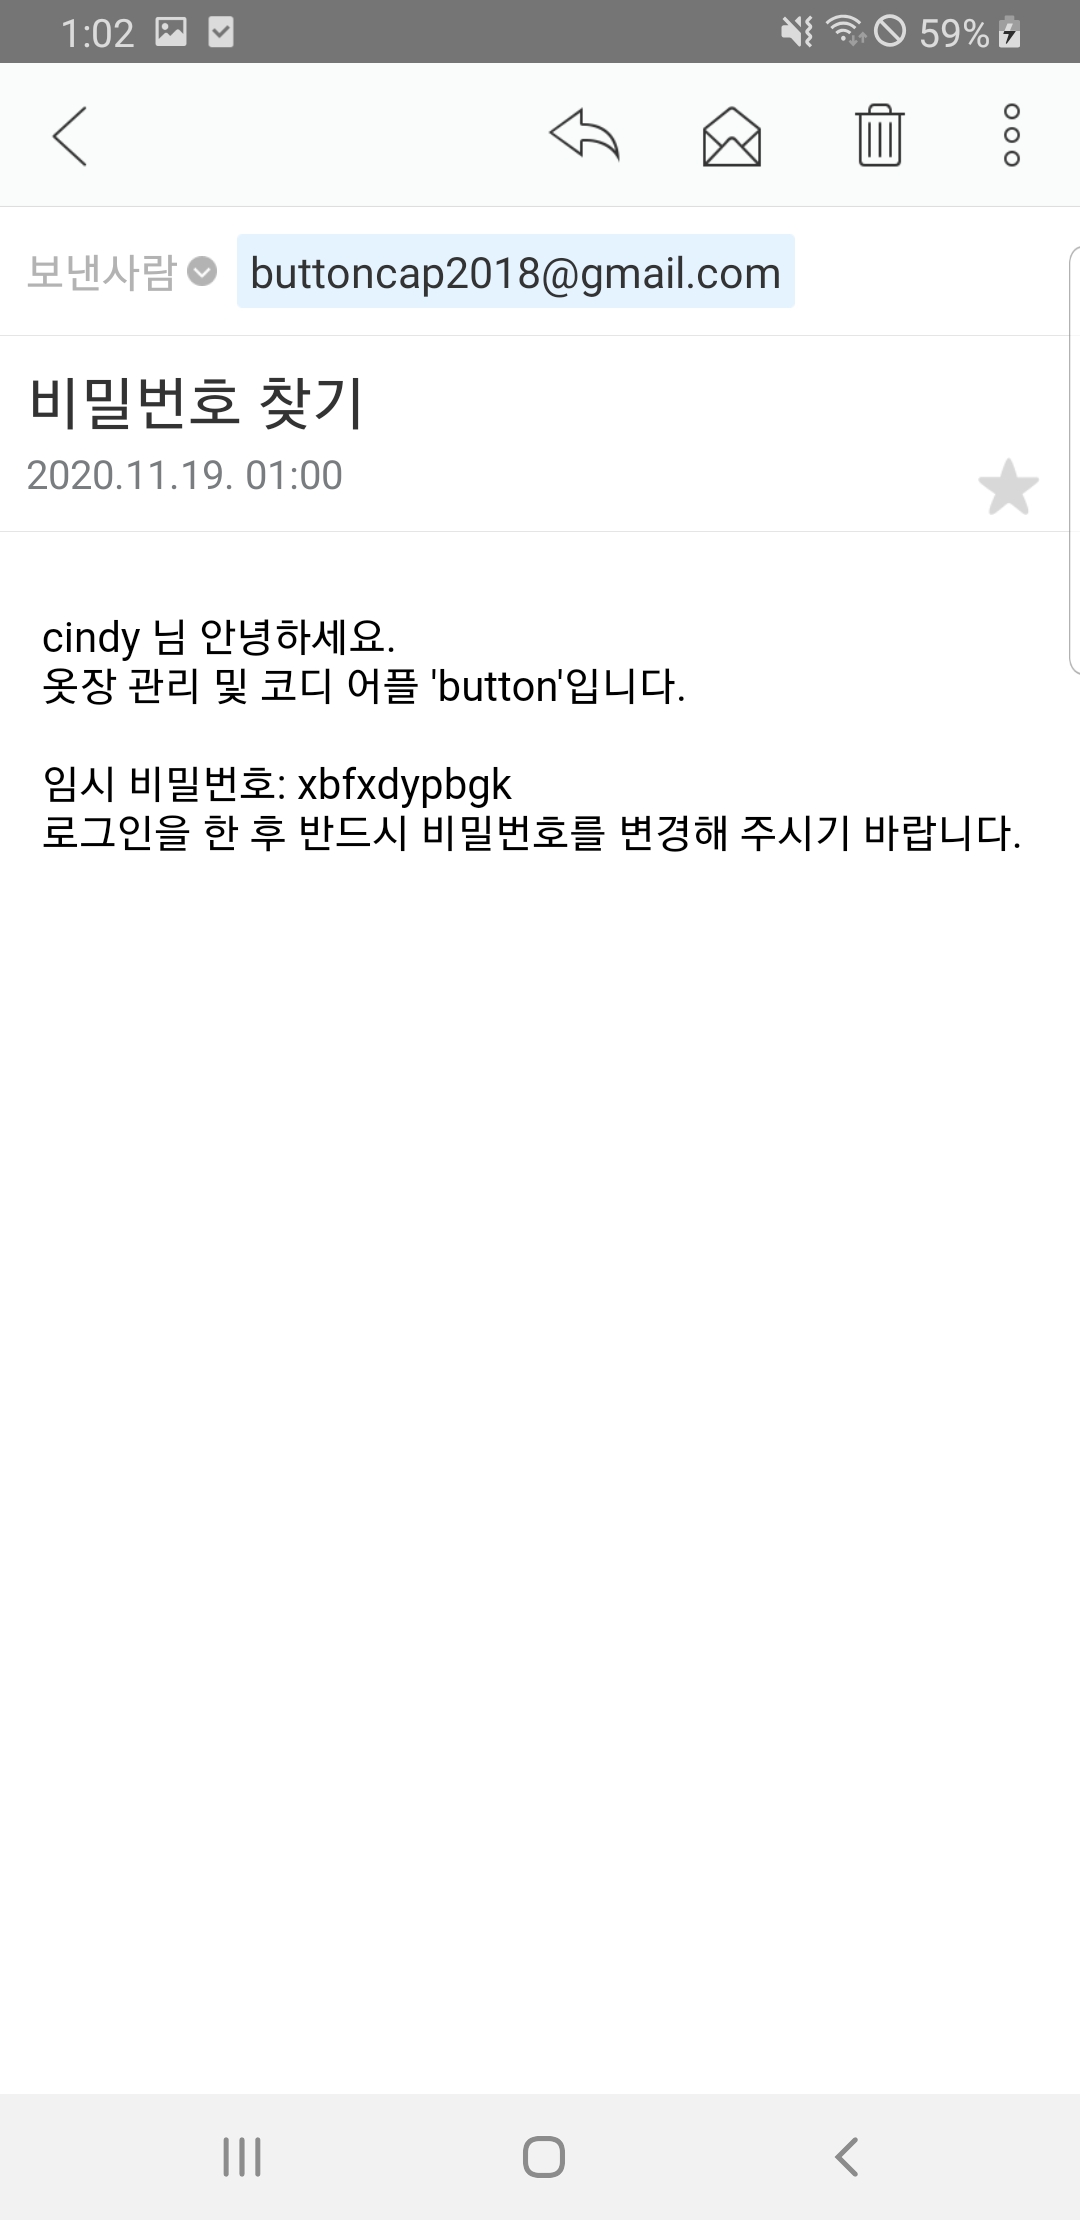 1:02 59%
보낸사람 buttoncap2018@gmail.com
비밀번호 찾기
2020.11.19. 01:00
cindy 님 안녕하세요.
옷장 관리 및 코디 어플 'button'입니다.
임시 비밀번호: xbfxdypbgk
로그인을 한 후 반드시 비밀번호를 변경해 주시기 바랍니다.